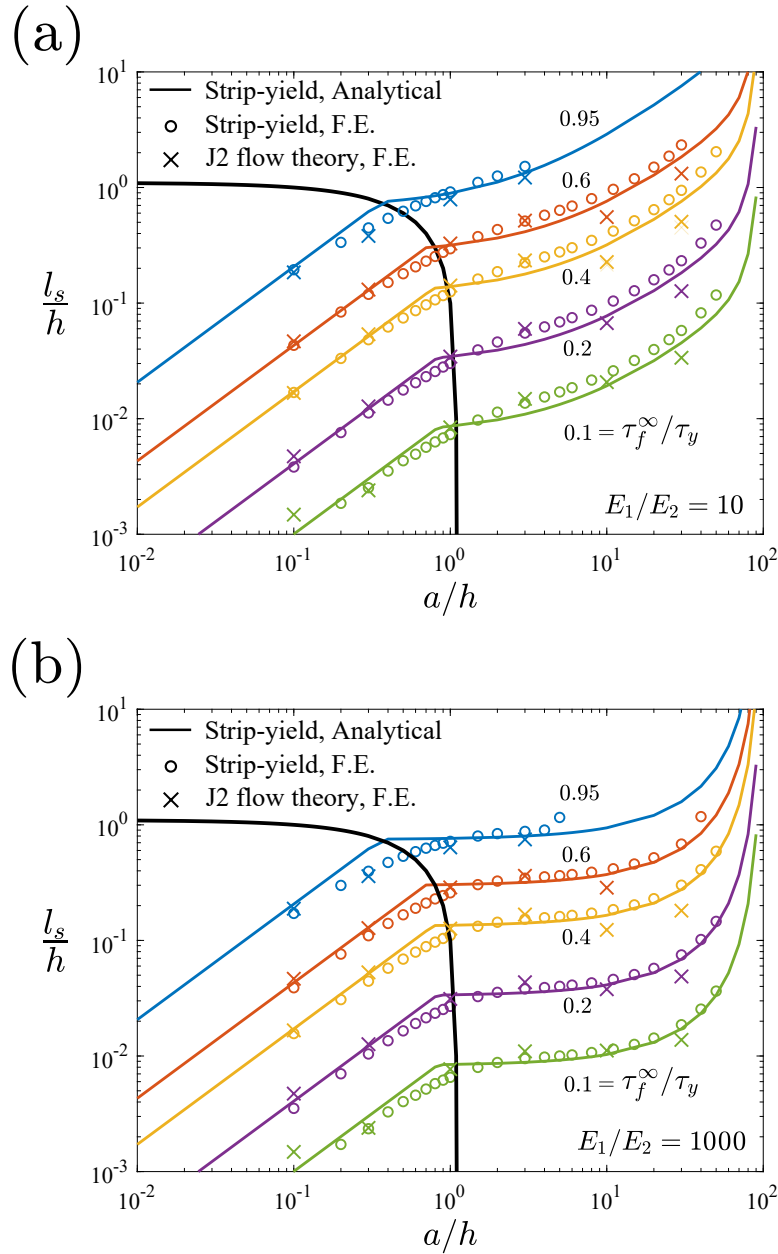 (a)
10^1
10^0
10^-1
10^-2
10^-3
l_s/h
Strip-yield, Analytical
Strip-yield, F.E.
J2 flow theory, F.E.
0.95
0.6
0.4
0.2
0.1 = τ_f^∞/τ_y
E_1/E_2 = 10
10^-2 10^-1 10^0 10^1 10^2
a/h
(b)
10^1
10^0
10^-1
10^-2
10^-3
l_s/h
Strip-yield, Analytical
Strip-yield, F.E.
J2 flow theory, F.E.
0.95
0.6
0.4
0.2
0.1 = τ_f^∞/τ_y
E_1/E_2 = 1000
10^-2 10^-1 10^0 10^1 10^2
a/h